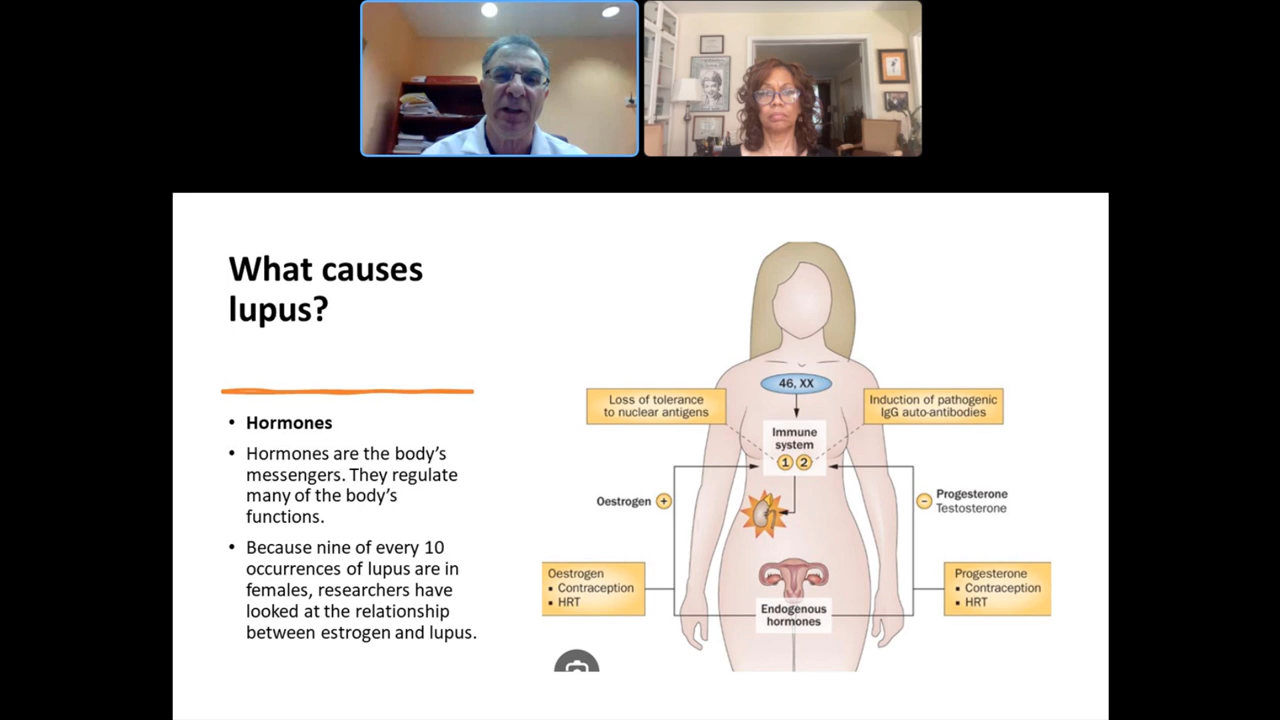 What causes
lupus?
• Hormones
• Hormones are the body’s
messengers. They regulate
many of the body’s
functions.
• Because nine of every 10
occurrences of lupus are in
females, researchers have
looked at the relationship
between estrogen and lupus.
46, XX
Loss of tolerance
to nuclear antigens
Induction of pathogenic
IgG auto-antibodies
Immune
system
1 2
Oestrogen +
− Progesterone
Testosterone
Oestrogen
▪ Contraception
▪ HRT
Progesterone
▪ Contraception
▪ HRT
Endogenous
hormones